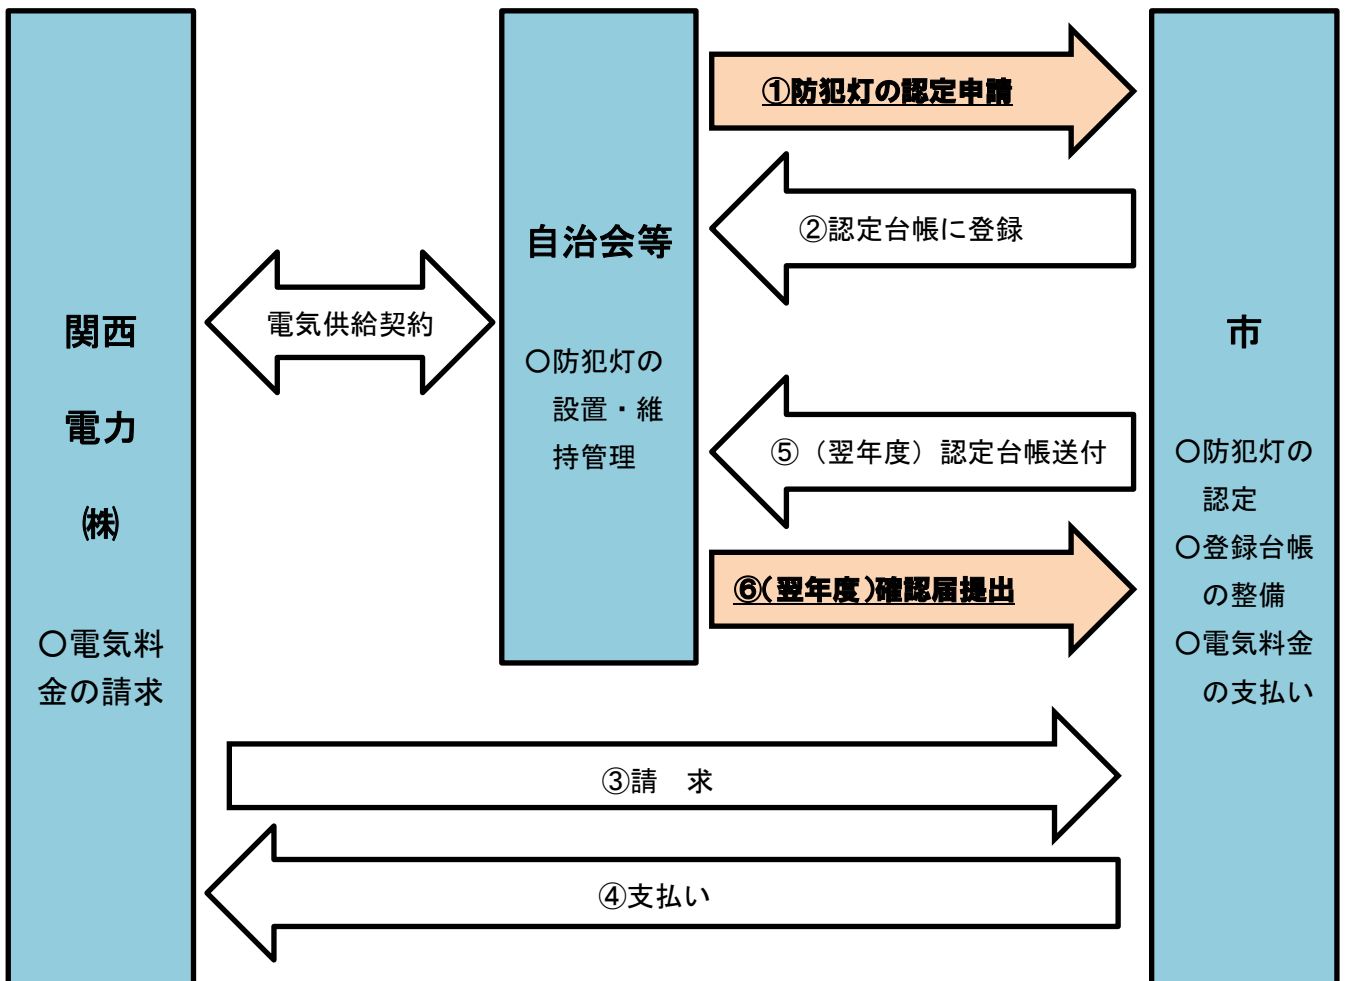 関西
電力
㈱
〇電気料
金の請求
電気供給契約
自治会等
〇防犯灯の
設置・維
持管理
①防犯灯の認定申請
②認定台帳に登録
⑤（翌年度）認定台帳送付
⑥(翌年度)確認届提出
③請　求
④支払い
市
〇防犯灯の
認定
〇登録台帳
の整備
〇電気料金
の支払い